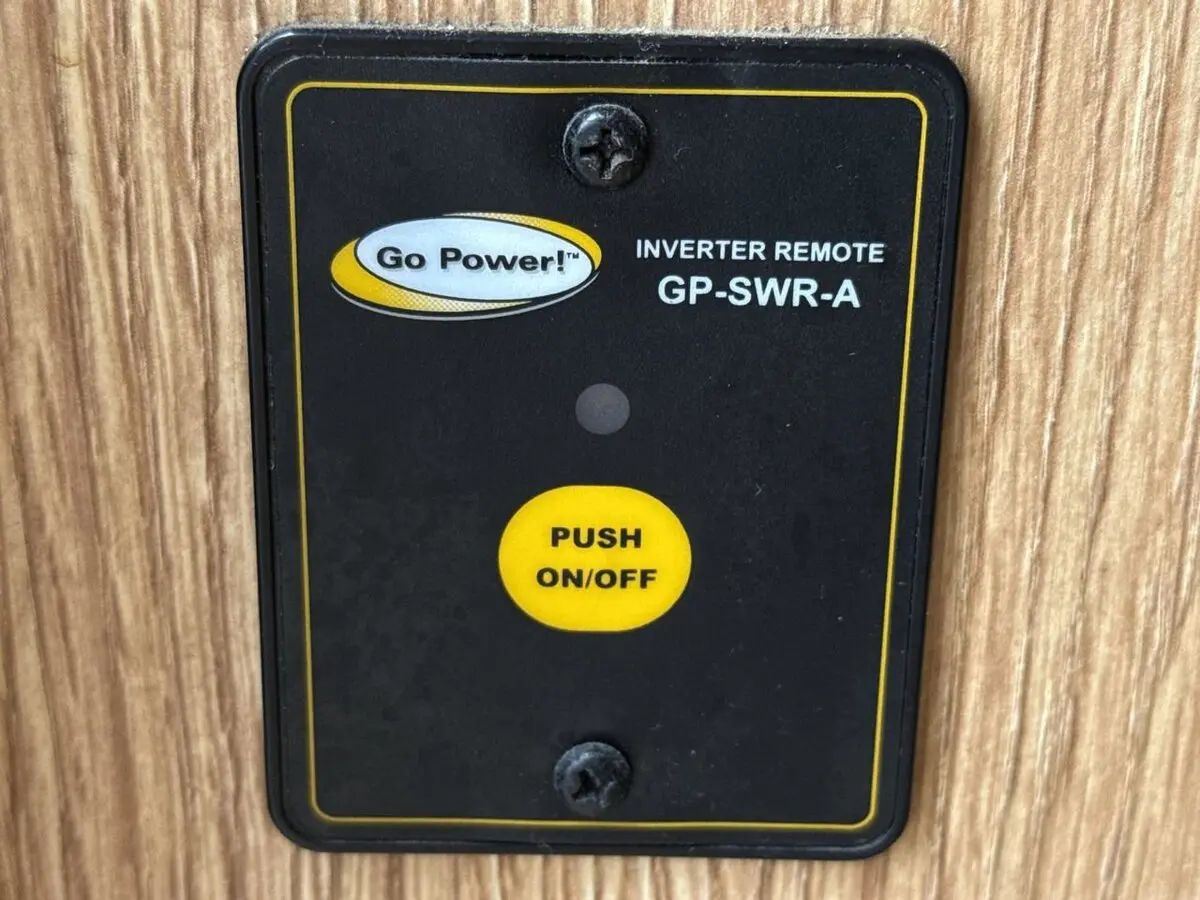 Go Power!™
INVERTER REMOTE
GP-SWR-A
PUSH
ON/OFF